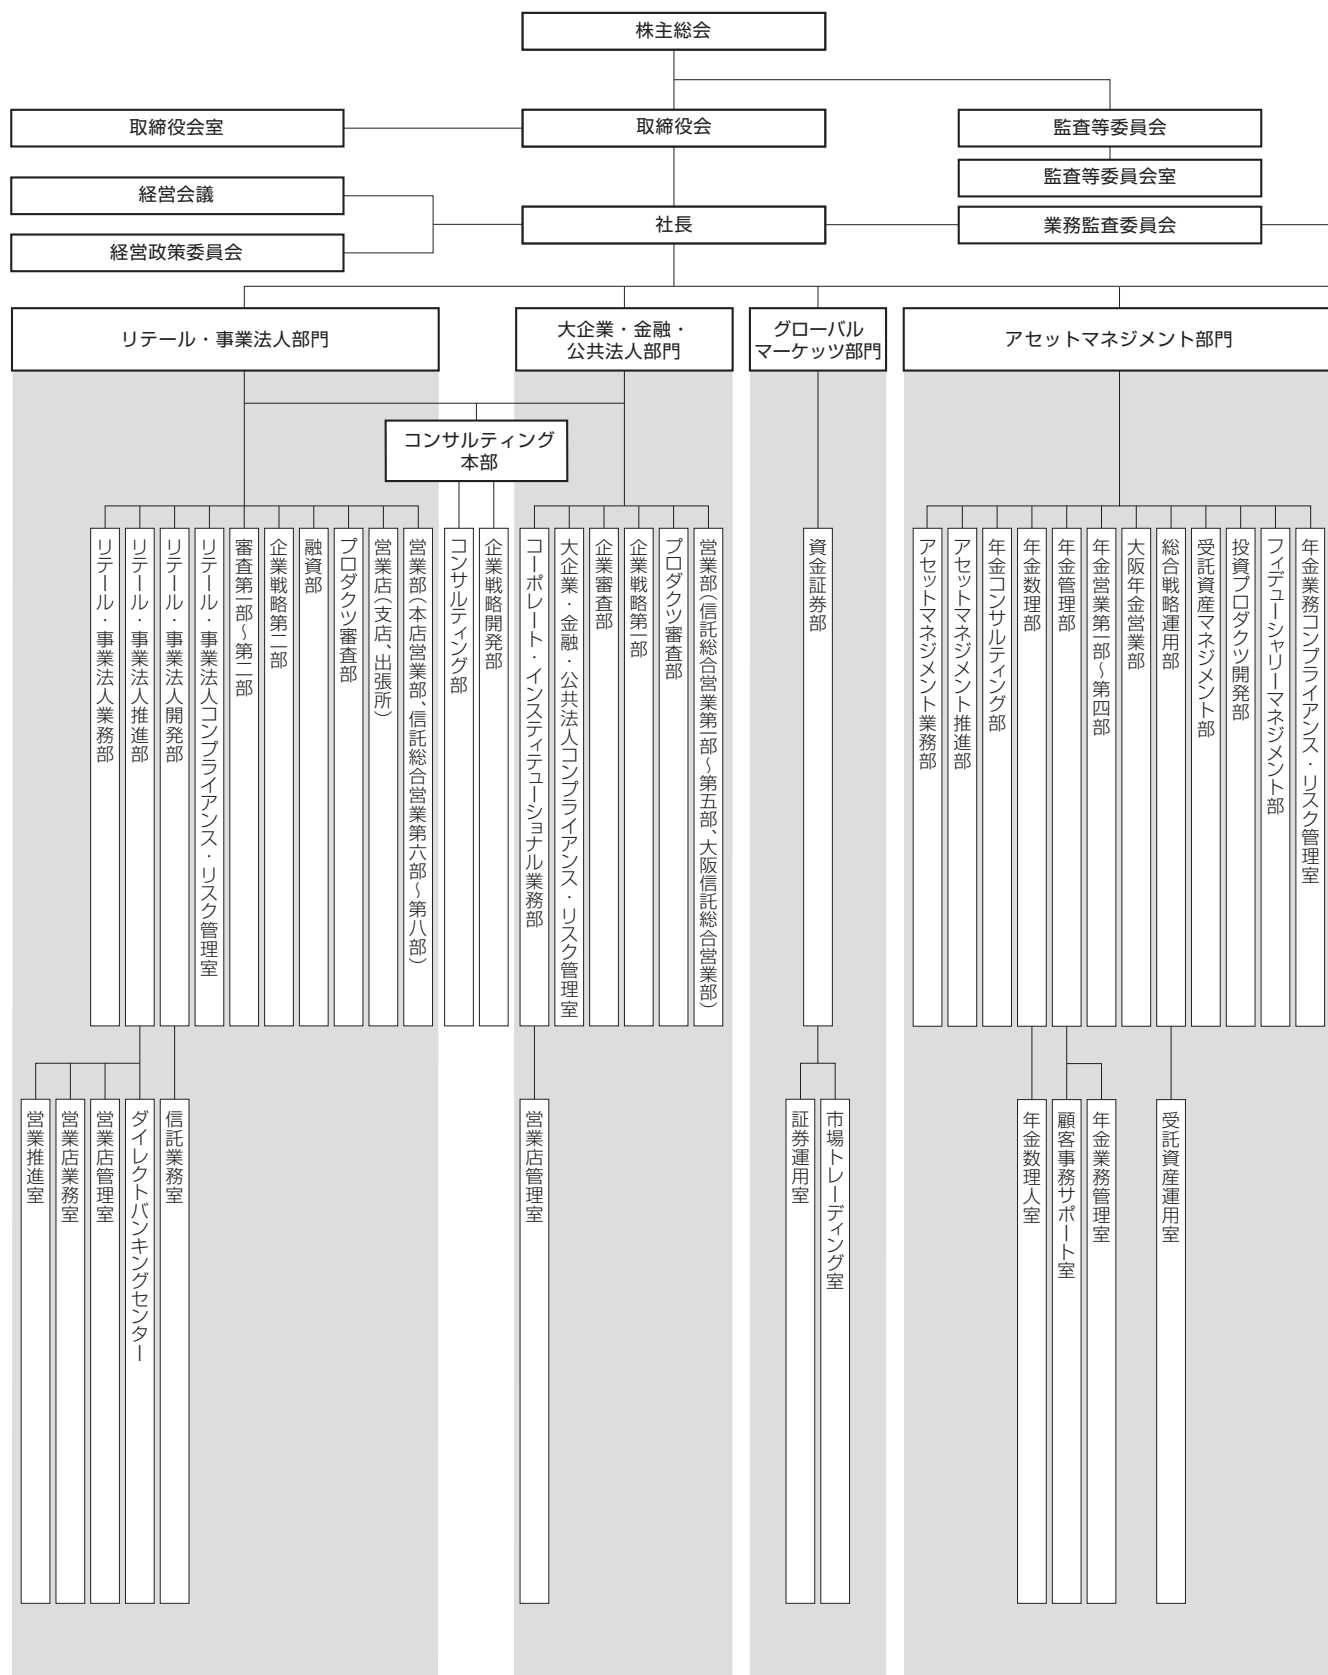 株主総会
取締役会室
取締役会
監査等委員会
監査等委員会室
経営会議
社長
業務監査委員会
経営政策委員会
リテール・事業法人部門
大企業・金融・
公共法人部門
グローバル
マーケッツ部門
アセットマネジメント部門
コンサルティング
本部
リテール・事業法人業務部
リテール・事業法人推進部
リテール・事業法人開発部
リテール・事業法人コンプライアンス・リスク管理室
審査第一部～第二部
企業戦略第二部
融資部
プロダクツ審査部
営業店（支店、出張所）
営業部（本店営業部、信託総合営業第六部～第八部）
コンサルティング部
企業戦略開発部
コーポレート・インスティテューショナル業務部
大企業・金融・公共法人コンプライアンス・リスク管理室
企業審査部
企業戦略第一部
プロダクツ審査部
営業部（信託総合営業第一部～第五部、大阪信託総合営業部）
資金証券部
アセットマネジメント業務部
アセットマネジメント推進部
年金コンサルティング部
年金数理部
年金管理部
年金営業第一部～第四部
大阪年金営業部
総合戦略運用部
受託資産マネジメント部
投資プロダクツ開発部
フィデューシャリーマネジメント部
年金業務コンプライアンス・リスク管理室
営業推進室
営業店業務室
営業店管理室
ダイレクトバンキングセンター
信託業務室
営業店管理室
証券運用室
市場トレーディング室
年金数理人室
顧客事務サポート室
年金業務管理室
受託資産運用室